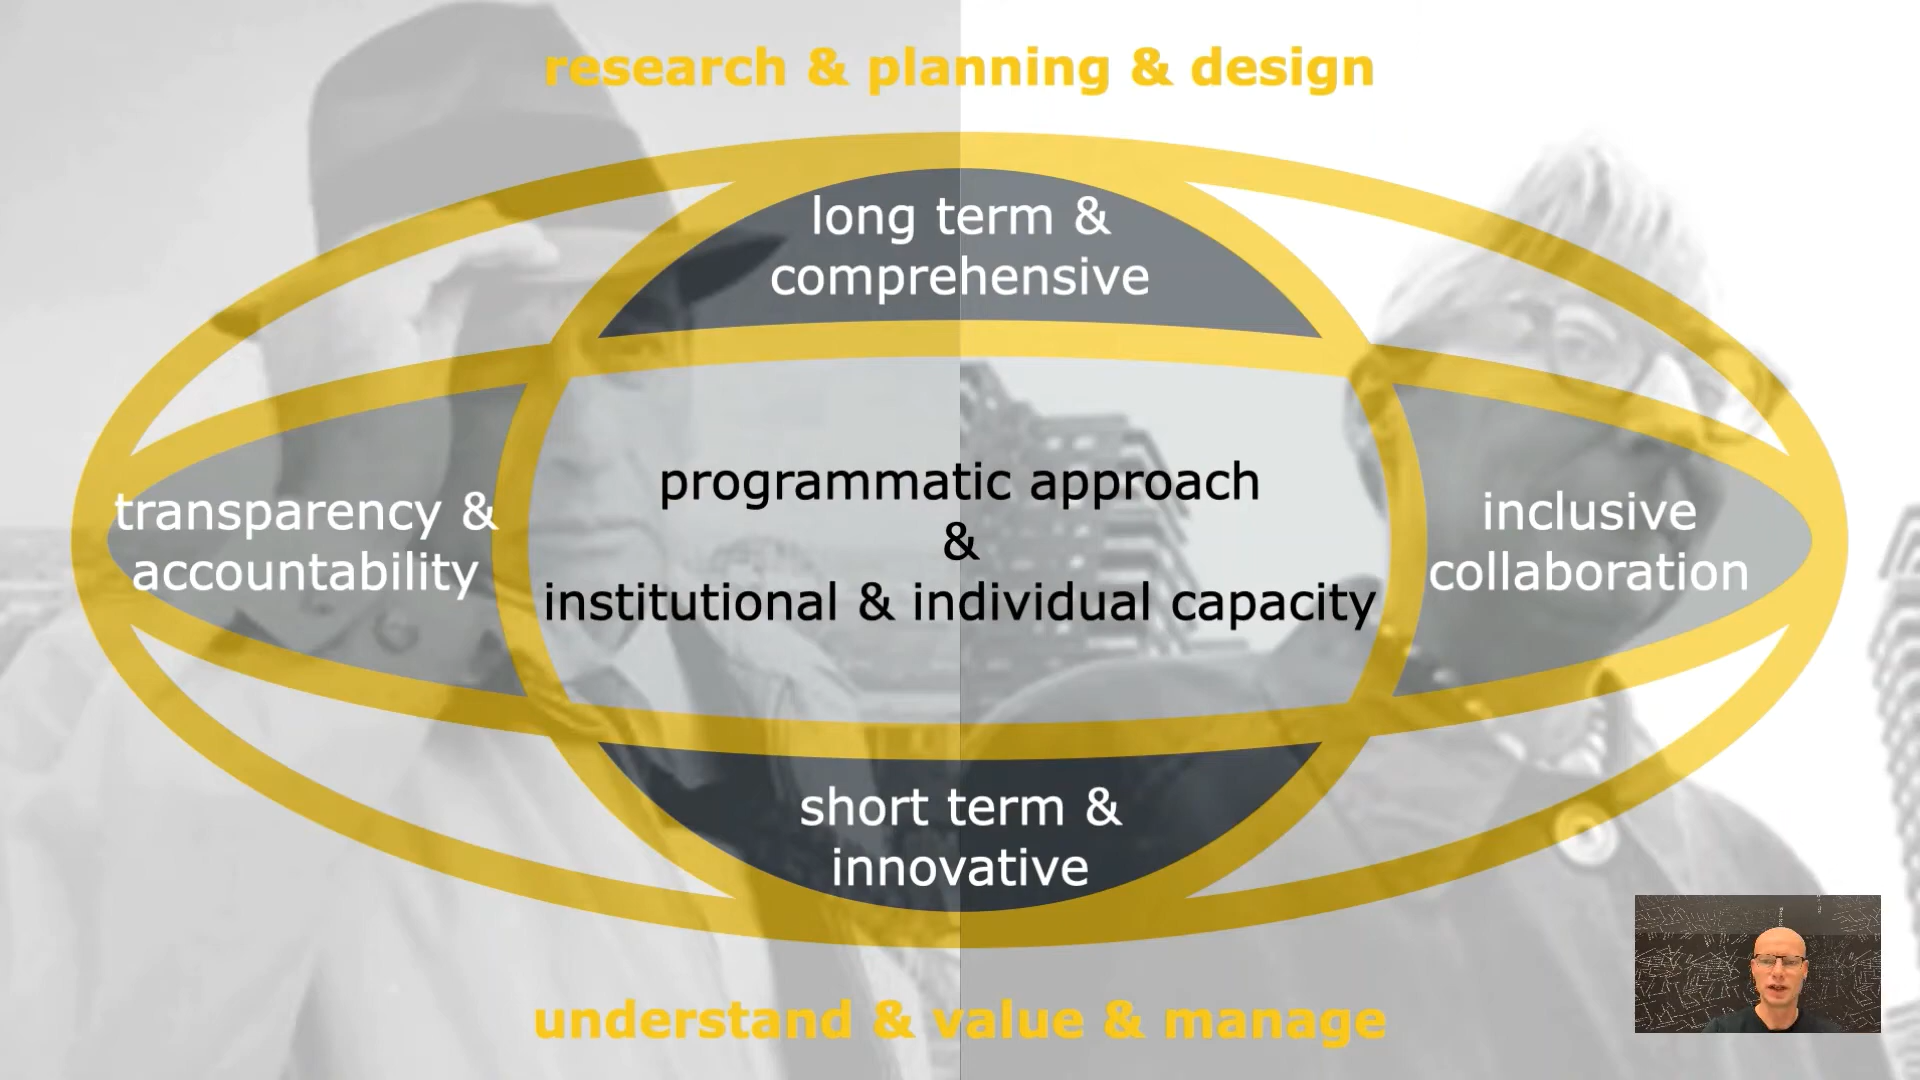 research & planning & design
long term &
comprehensive
transparency &
accountability
programmatic approach
&
institutional & individual capacity
inclusive
collaboration
short term &
innovative
understand & value & manage